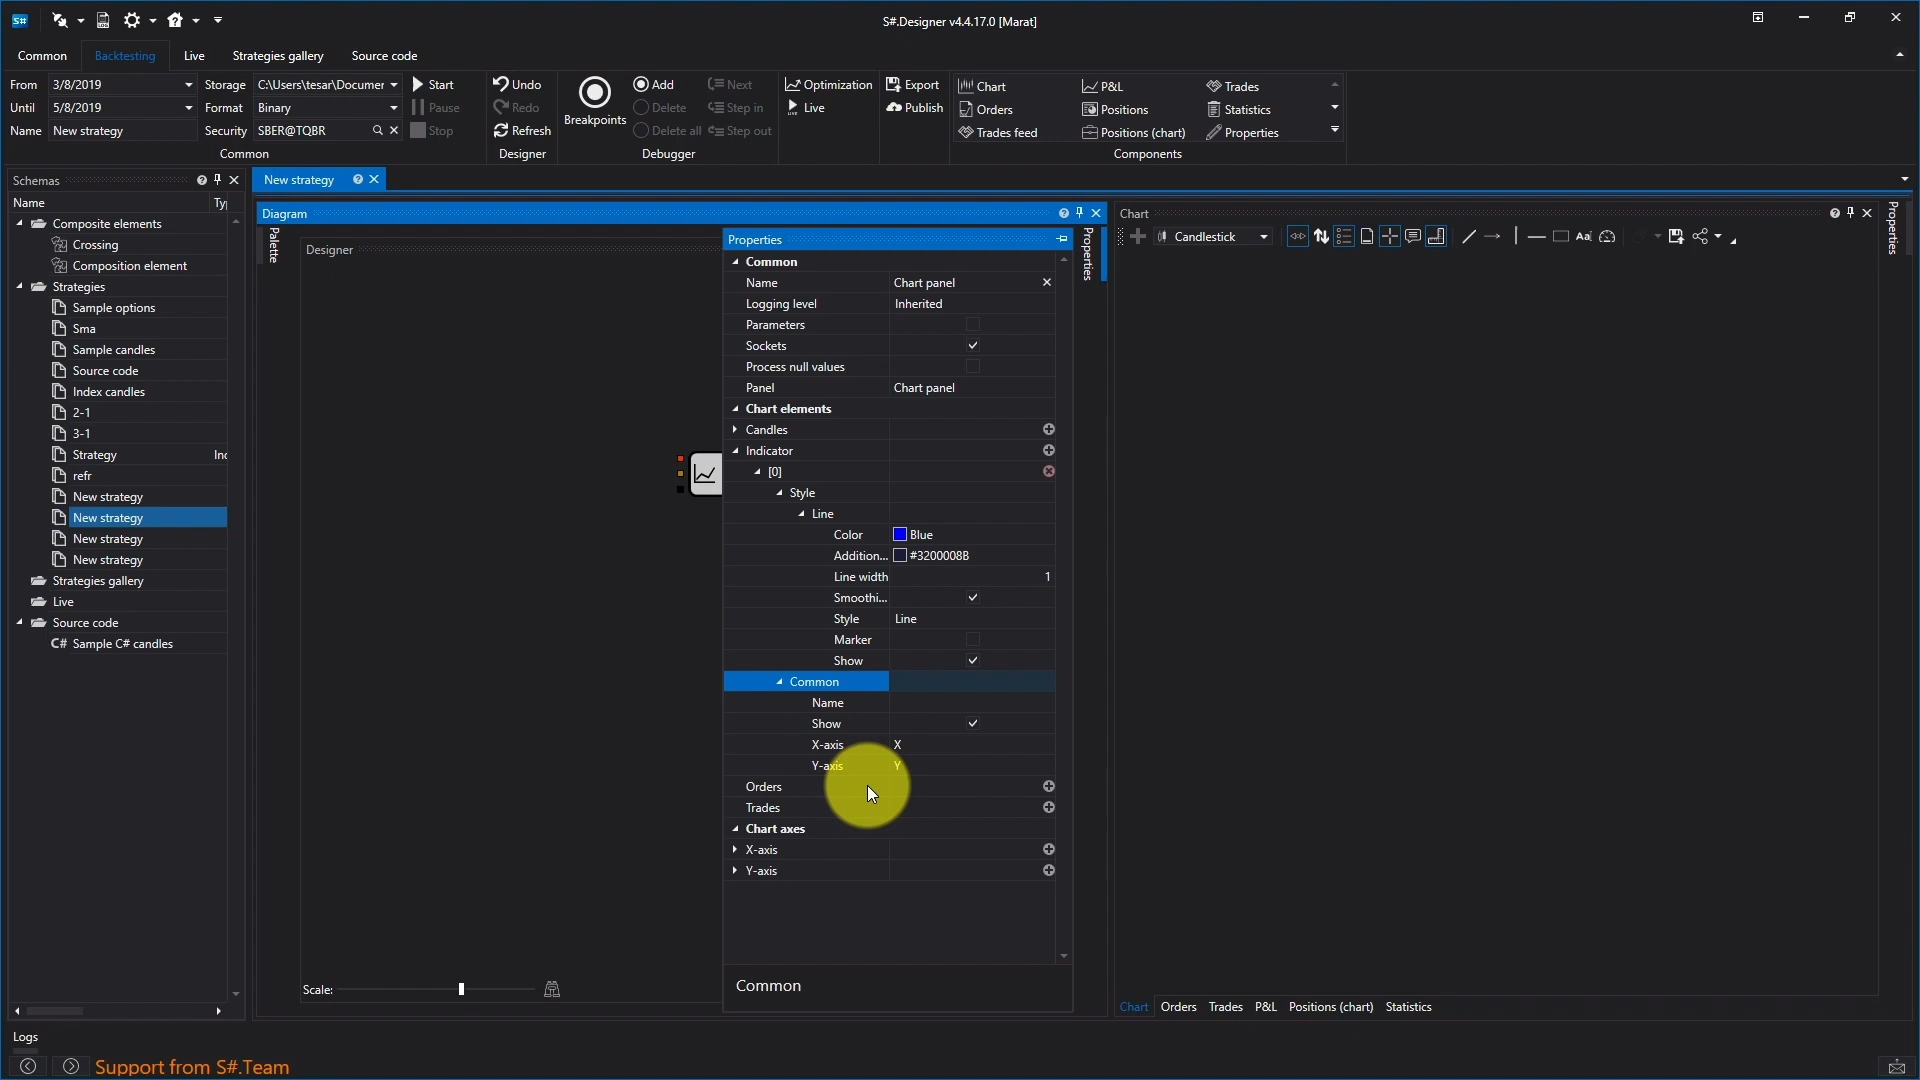 S#
S#.Designer v4.4.17.0 [Marat]
Common
Backtesting
Live
Strategies gallery
Source code
From 3/8/2019
Until 5/8/2019
Name New strategy
Storage C:\Users\tesar\Documer
Format Binary
Security SBER@TQBR
Common
Start
Pause
Stop
Undo
Redo
Refresh
Designer
Breakpoints
Add
Delete
Delete all
Next
Step in
Step out
Debugger
Optimization
Live
Export
Publish
Chart
Orders
Trades feed
P&L
Positions
Positions (chart)
Trades
Statistics
Properties
Components
Schemas
Name Ty
Composite elements
Crossing
Composition element
Strategies
Sample options
Sma
Sample candles
Source code
Index candles
2-1
3-1
Strategy Inc
refr
New strategy
New strategy
New strategy
New strategy
Strategies gallery
Live
Source code
C# Sample C# candles
New strategy
Diagram
Palette
Designer
Properties
Common
Name Chart panel
Logging level Inherited
Parameters
Sockets
Process null values
Panel Chart panel
Chart elements
Candles
Indicator
[0]
Style
Line
Color Blue
Addition... #3200008B
Line width 1
Smoothi...
Style Line
Marker
Show
Common
Name
Show
X-axis X
Y-axis Y
Orders
Trades
Chart axes
X-axis
Y-axis
Common
Scale:
Properties
Chart
Candlestick
Aa
Properties
Chart Orders Trades P&L Positions (chart) Statistics
Logs
Support from S#.Team